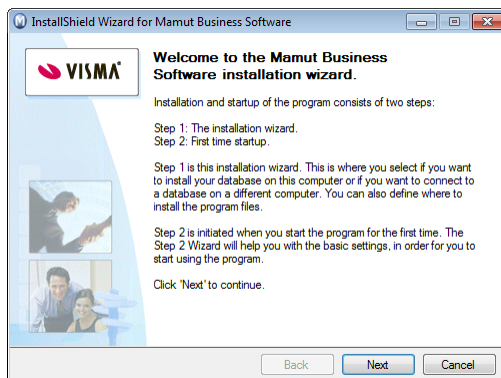 InstallShield Wizard for Mamut Business Software
VISMA
Welcome to the Mamut Business
Software installation wizard.
Installation and startup of the program consists of two steps:
Step 1: The installation wizard.
Step 2: First time startup.
Step 1 is this installation wizard. This is where you select if you want
to install your database on this computer or if you want to connect to
a database on a different computer. You can also define where to
install the program files.
Step 2 is initiated when you start the program for the first time. The
Step 2 Wizard will help you with the basic settings, in order for you to
start using the program.
Click 'Next' to continue.
Back
Next
Cancel